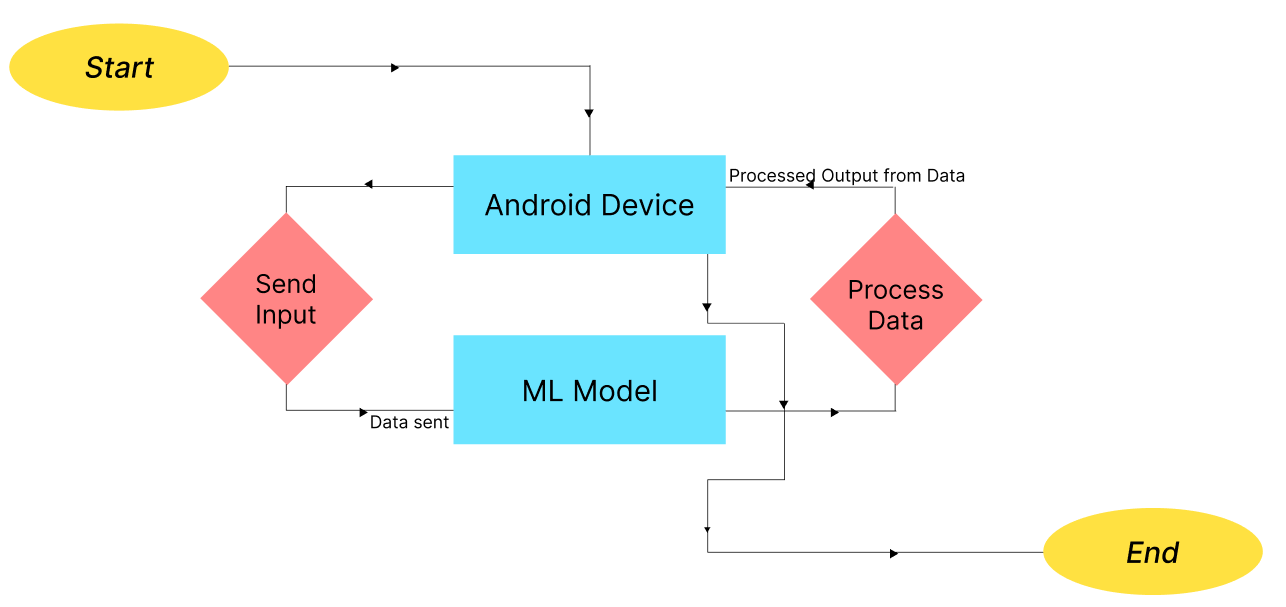 Start
Processed Output from Data
Android Device
Send
Input
Process
Data
ML Model
Data sent
End